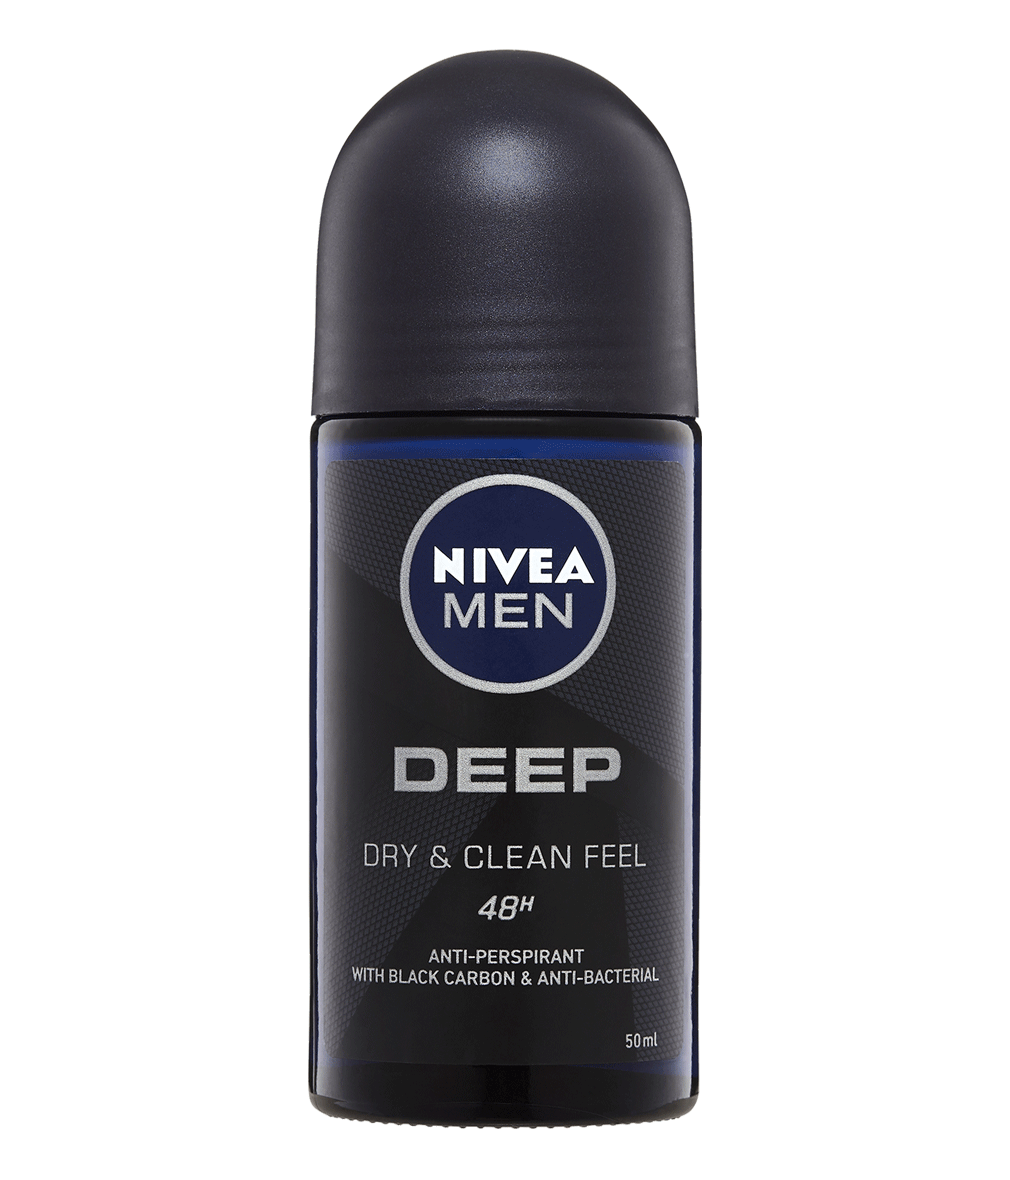 NIVEA
MEN
DEEP
DRY & CLEAN FEEL
48H
ANTI-PERSPIRANT
WITH BLACK CARBON & ANTI-BACTERIAL
50ml